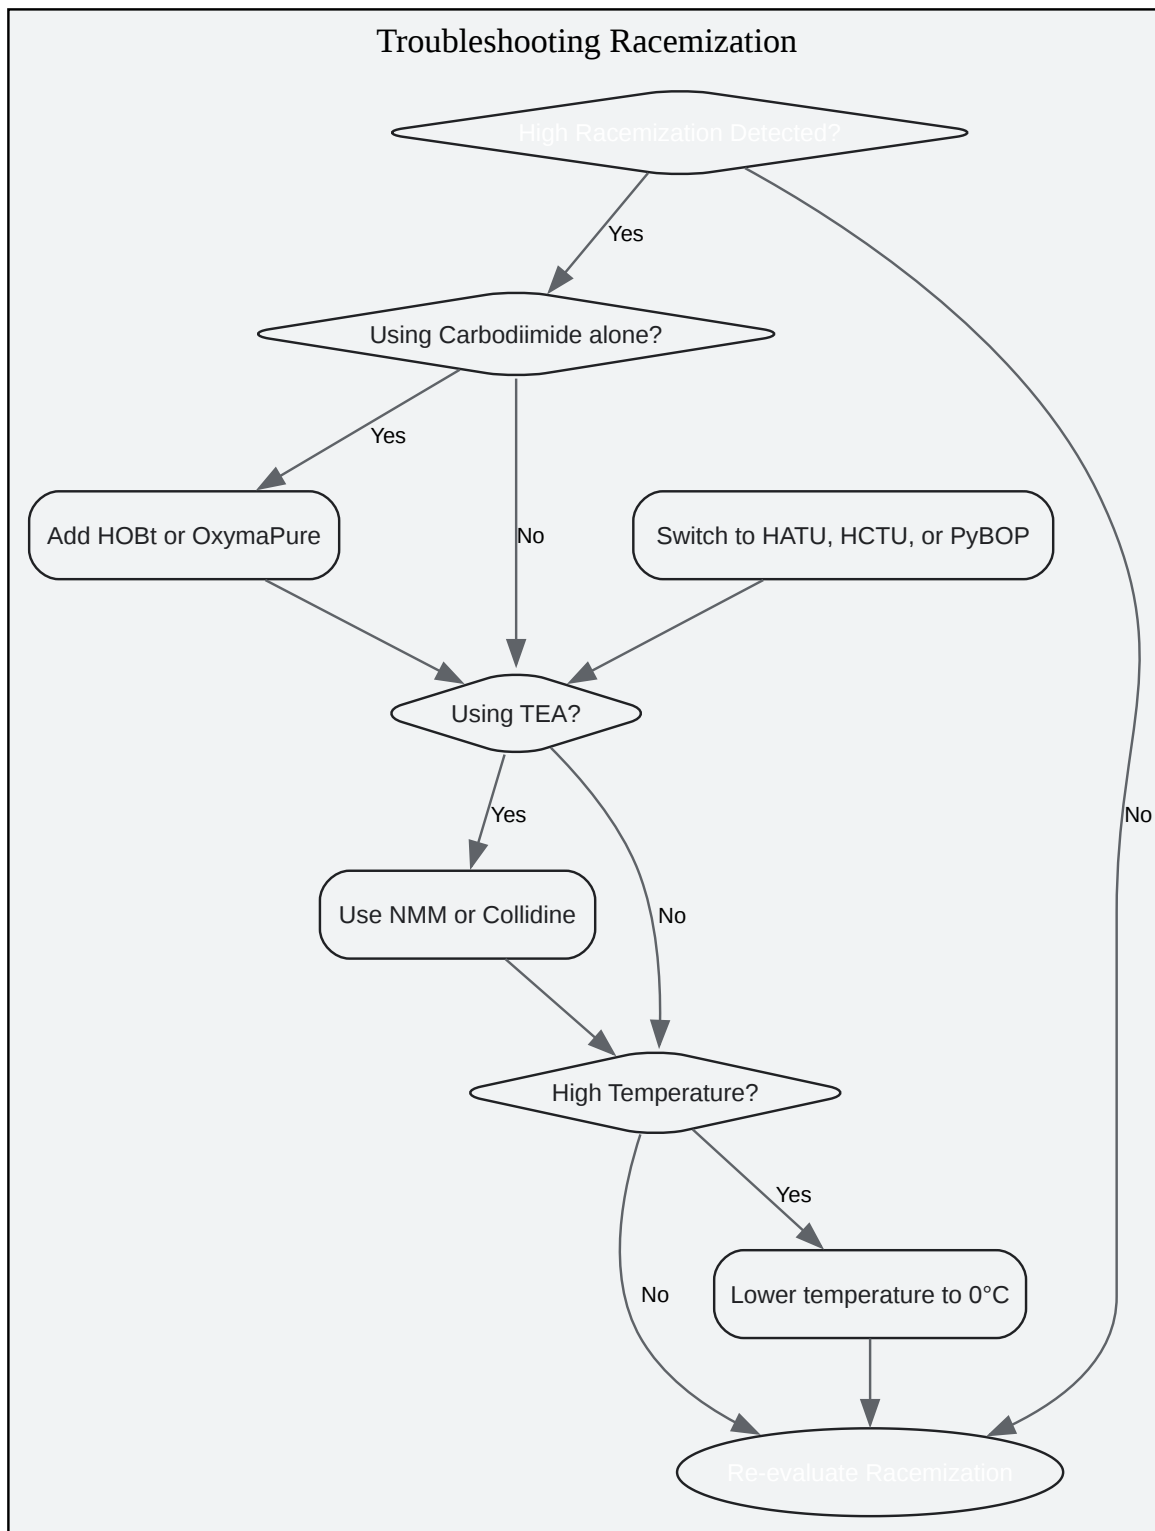 Troubleshooting Racemization
High Racemization Detected?
Yes
Using Carbodiimide alone?
Yes
Add HOBt or OxymaPure
No
Switch to HATU, HCTU, or PyBOP
Using TEA?
Yes
No
Use NMM or Collidine
No
High Temperature?
Yes
No
Lower temperature to 0°C
Re-evaluate Racemization